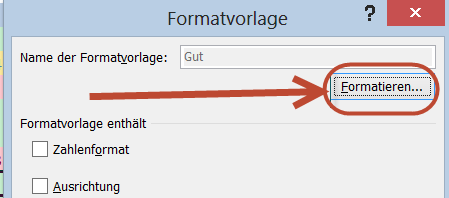 Formatvorlage
?
Name der Formatvorlage: Gut
Formatieren...
Formatvorlage enthält
Zahlenformat
Ausrichtung